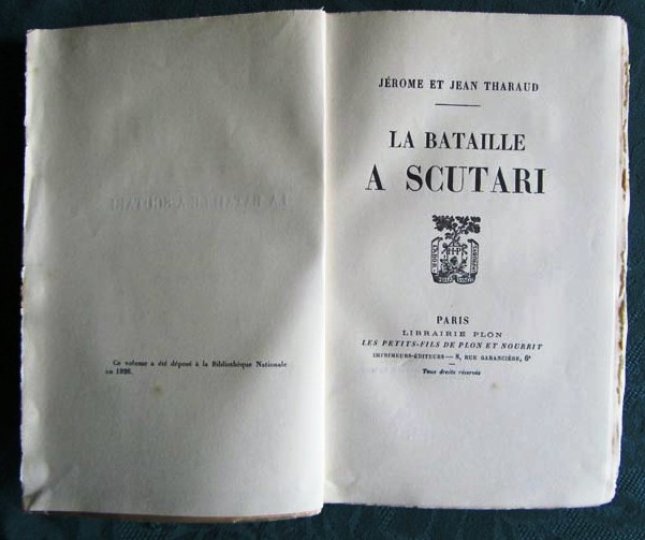 Ce volume a été déposé à la Bibliothèque Nationale
en
JÉROME ET JEAN THARAUD
LA BATAILLE
A SCUTARI
PARIS
LIBRAIRIE PLON
LES PETITS-FILS DE PLON ET NOURRIT
IMPRIMEURS-ÉDITEURS — 8, RUE GARANCIÈRE, 6e
Tous droits réservés